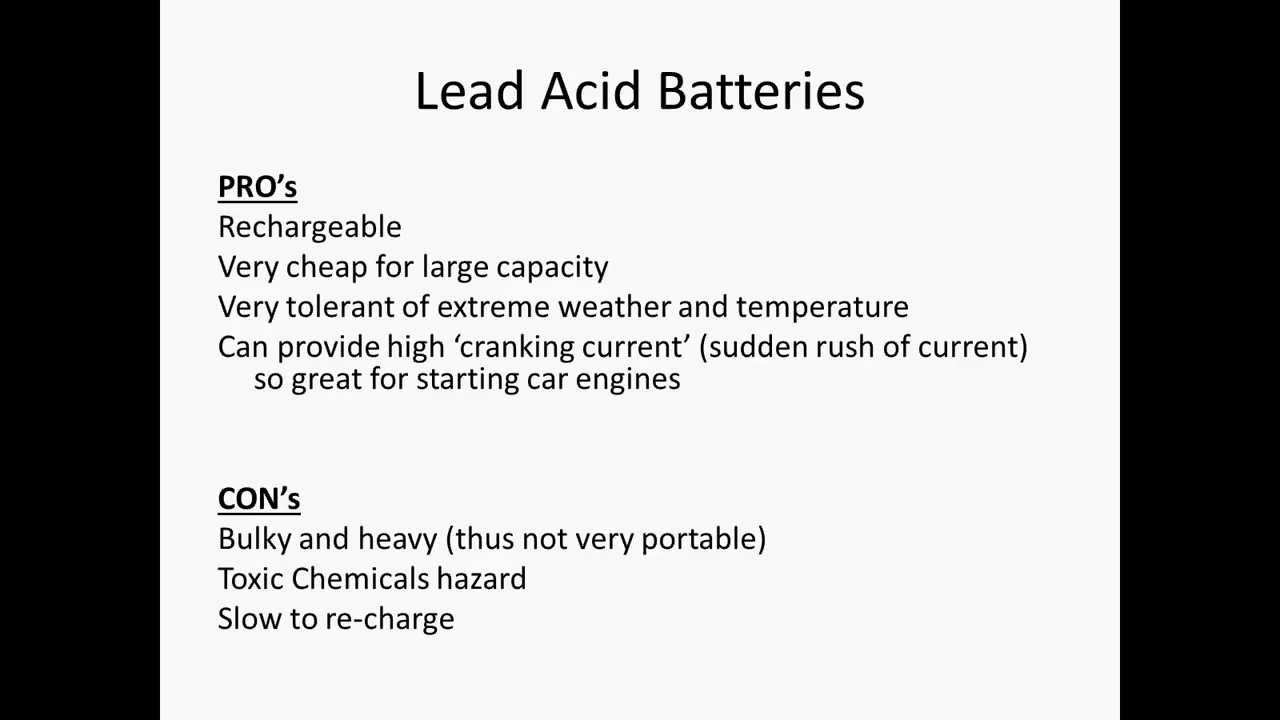 Lead Acid Batteries
PRO’s
Rechargeable
Very cheap for large capacity
Very tolerant of extreme weather and temperature
Can provide high ‘cranking current’ (sudden rush of current)
so great for starting car engines
CON’s
Bulky and heavy (thus not very portable)
Toxic Chemicals hazard
Slow to re-charge